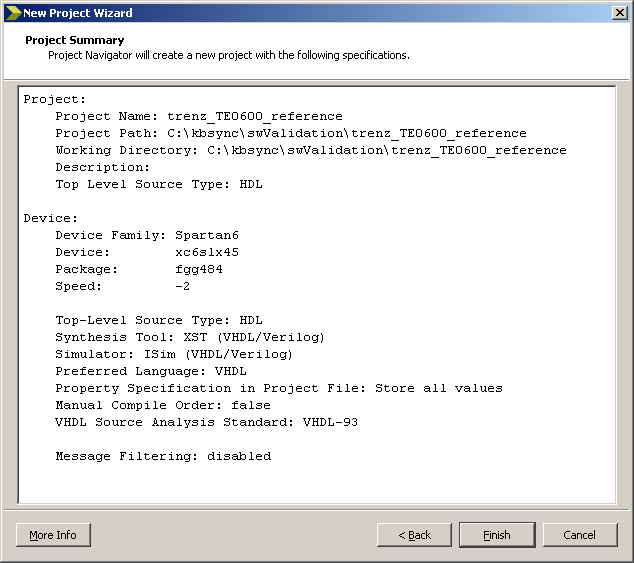 New Project Wizard
Project Summary
Project Navigator will create a new project with the following specifications.
Project:
Project Name: trenz_TE0600_reference
Project Path: C:\kbsync\swValidation\trenz_TE0600_reference
Working Directory: C:\kbsync\swValidation\trenz_TE0600_reference
Description:
Top Level Source Type: HDL
Device:
Device Family: Spartan6
Device: xc6slx45
Package: fgg484
Speed: -2
Top-Level Source Type: HDL
Synthesis Tool: XST (VHDL/Verilog)
Simulator: ISim (VHDL/Verilog)
Preferred Language: VHDL
Property Specification in Project File: Store all values
Manual Compile Order: false
VHDL Source Analysis Standard: VHDL-93
Message Filtering: disabled
More Info < Back Finish Cancel